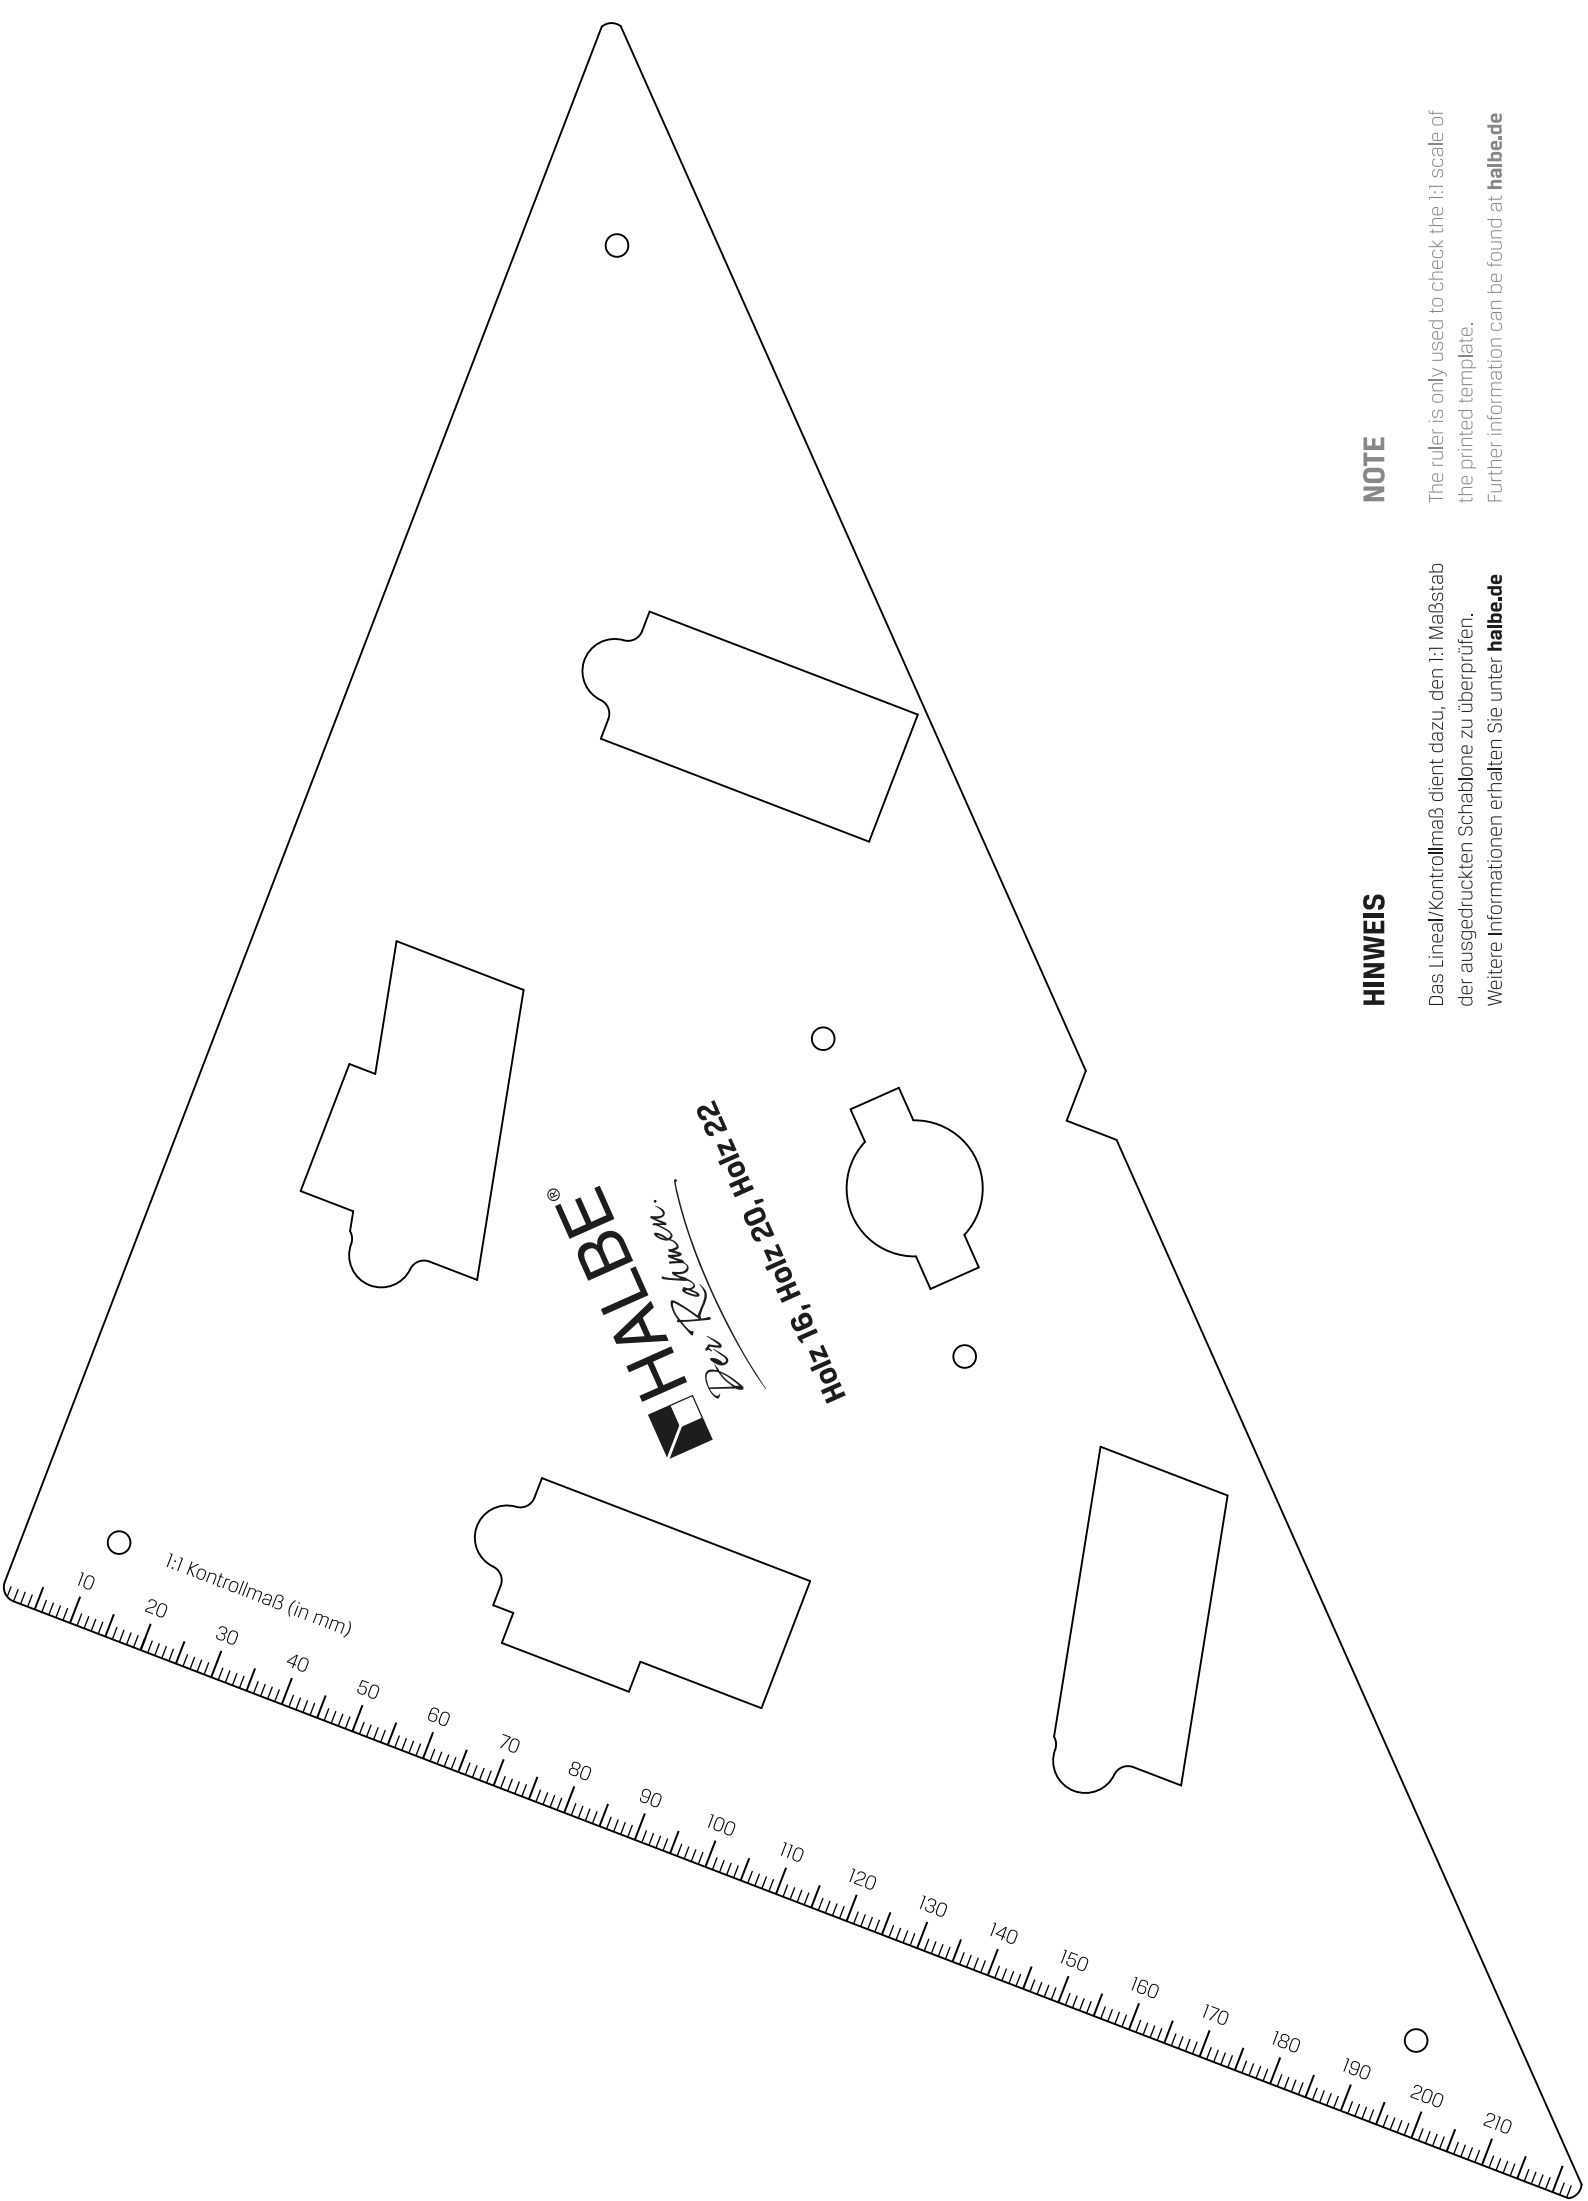 HALBE®
Der Rahmen.
Holz 16, Holz 20, Holz 22
1:1 Kontrollmaß (in mm)
10
20
30
40
50
60
70
80
90
100
110
120
130
140
150
160
170
180
190
200
210
HINWEIS
Das Lineal/Kontrollmaß dient dazu, den 1:1 Maßstab
der ausgedruckten Schablone zu überprüfen.
Weitere Informationen erhalten Sie unter halbe.de
NOTE
The ruler is only used to check the 1:1 scale of
the printed template.
Further information can be found at halbe.de